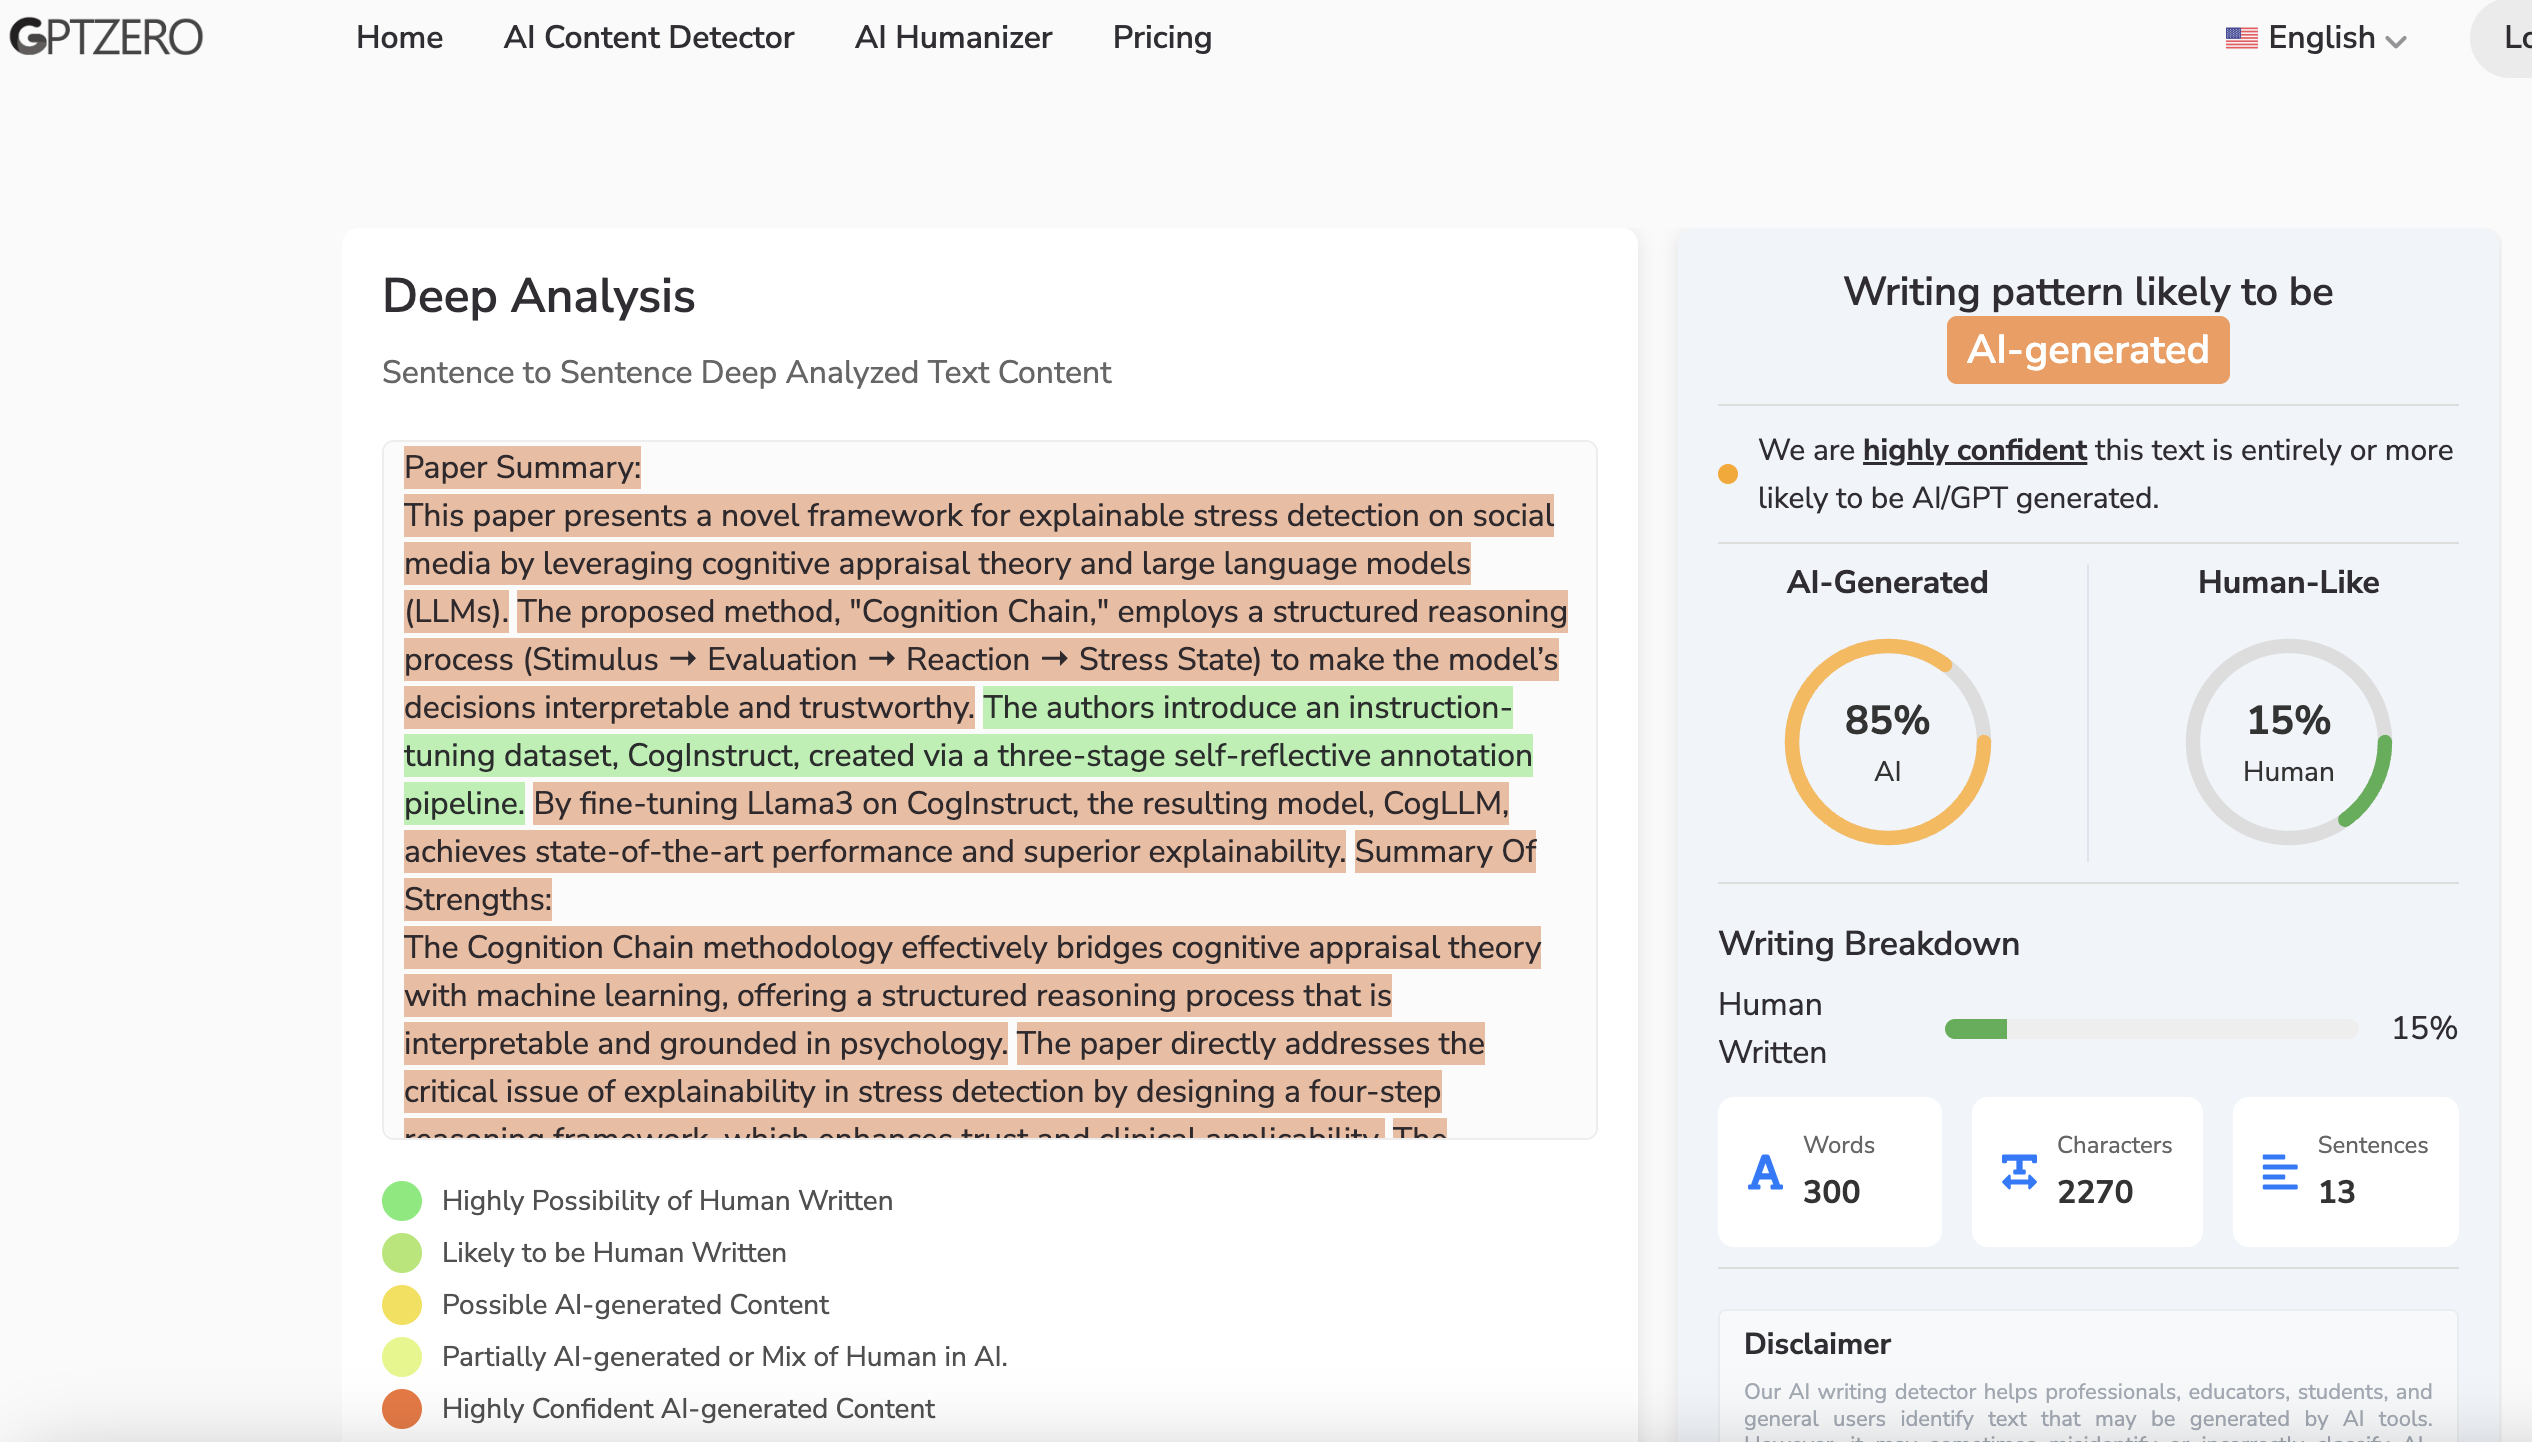 GPTZERO
Home
AI Content Detector
AI Humanizer
Pricing
English
Deep Analysis
Sentence to Sentence Deep Analyzed Text Content
Paper Summary:
This paper presents a novel framework for explainable stress detection on social
media by leveraging cognitive appraisal theory and large language models
(LLMs). The proposed method, "Cognition Chain," employs a structured reasoning
process (Stimulus → Evaluation → Reaction → Stress State) to make the model’s
decisions interpretable and trustworthy. The authors introduce an instruction-
tuning dataset, CogInstruct, created via a three-stage self-reflective annotation
pipeline. By fine-tuning Llama3 on CogInstruct, the resulting model, CogLLM,
achieves state-of-the-art performance and superior explainability. Summary Of
Strengths:
The Cognition Chain methodology effectively bridges cognitive appraisal theory
with machine learning, offering a structured reasoning process that is
interpretable and grounded in psychology. The paper directly addresses the
critical issue of explainability in stress detection by designing a four-step
reasoning framework, which enhances trust and clinical applicability. The
Highly Possibility of Human Written
Likely to be Human Written
Possible AI-generated Content
Partially AI-generated or Mix of Human in AI.
Highly Confident AI-generated Content
Writing pattern likely to be
AI-generated
We are highly confident this text is entirely or more
likely to be AI/GPT generated.
AI-Generated
85%
AI
Human-Like
15%
Human
Writing Breakdown
Human
Written
15%
Words
300
Characters
2270
Sentences
13
Disclaimer
Our AI writing detector helps professionals, educators, students, and
general users identify text that may be generated by AI tools.